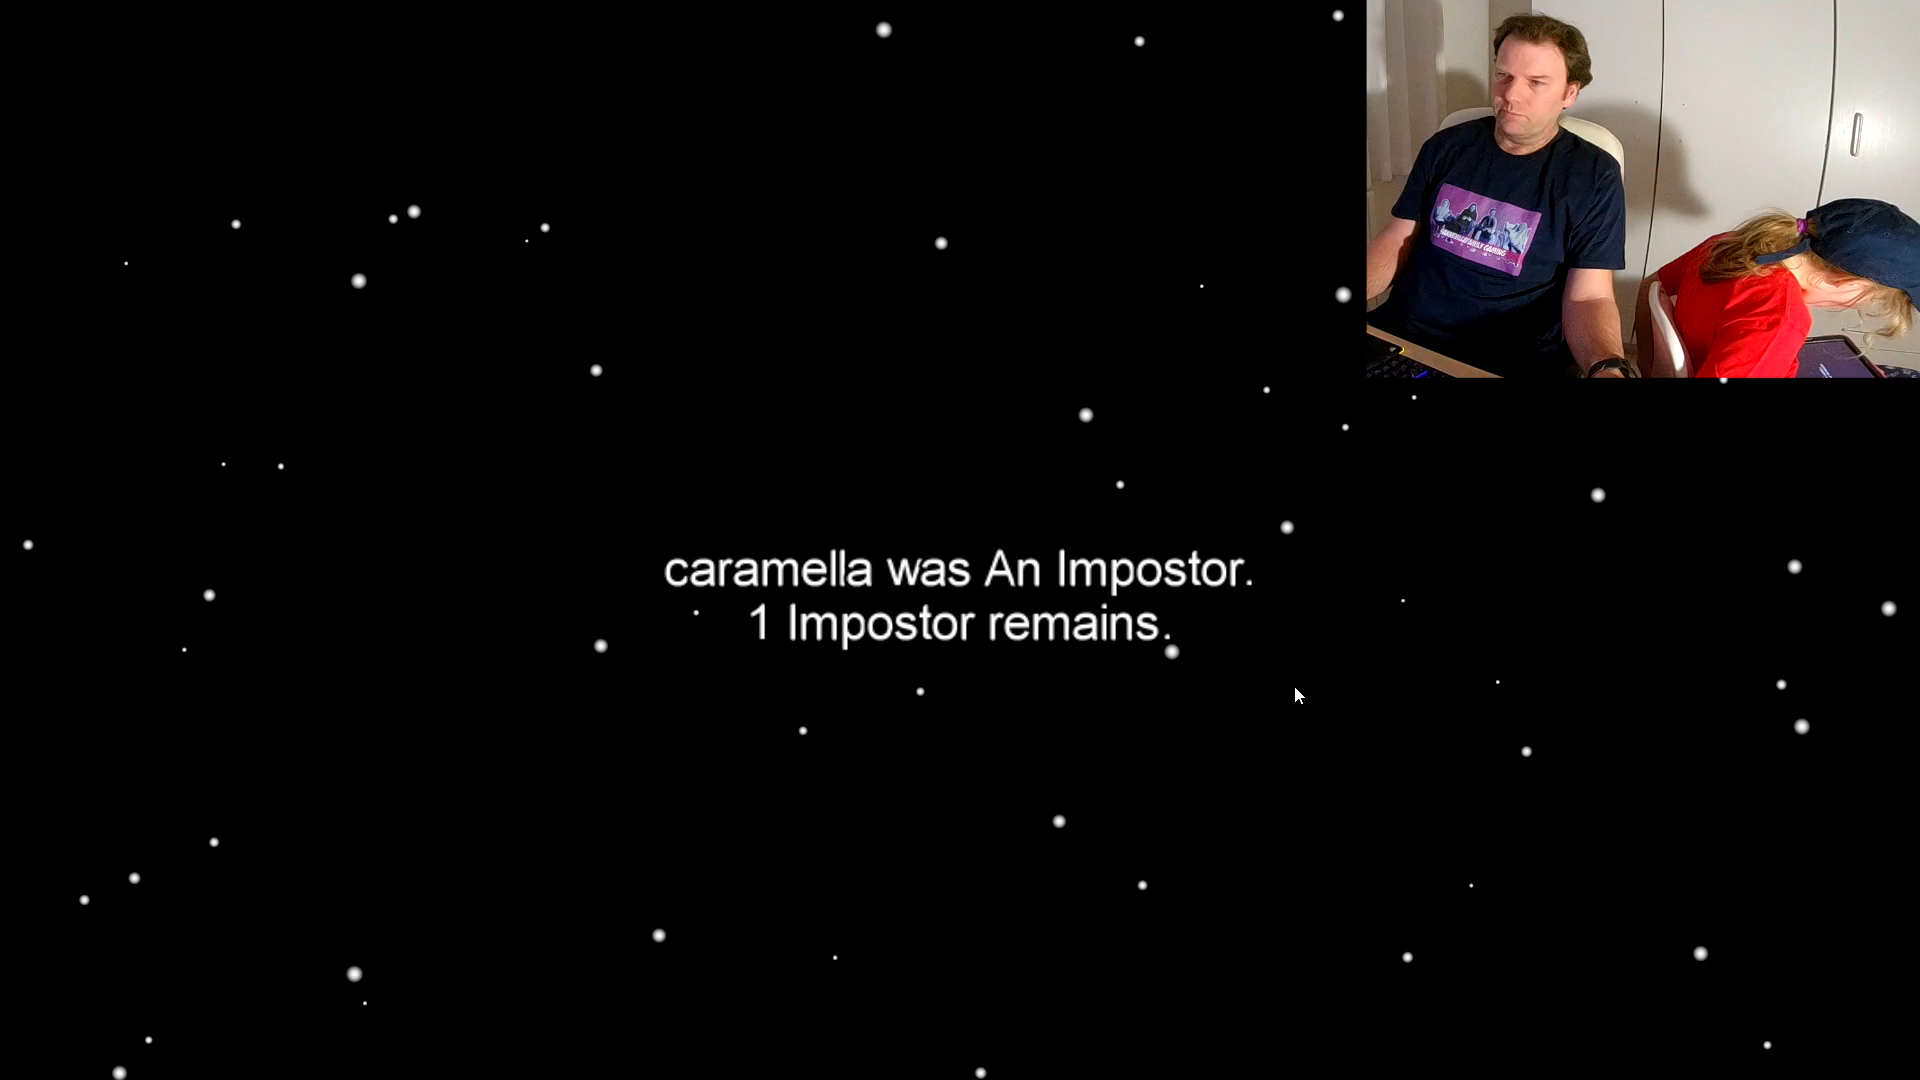 caramella was An Impostor.
1 Impostor remains.